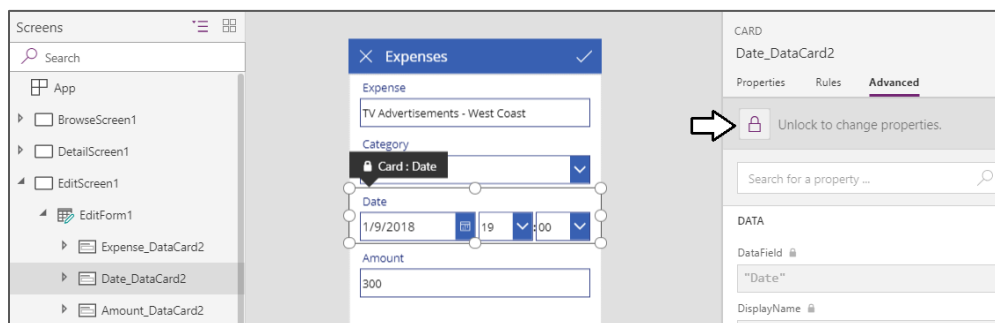 Screens
Search
App
BrowseScreen1
DetailScreen1
EditScreen1
EditForm1
Expense_DataCard2
Date_DataCard2
Amount_DataCard2
Expenses
Expense
TV Advertisements - West Coast
Category
Card : Date
Date
1/9/2018 19 : 00
Amount
300
CARD
Date_DataCard2
Properties Rules Advanced
Unlock to change properties.
Search for a property ...
DATA
DataField
"Date"
DisplayName